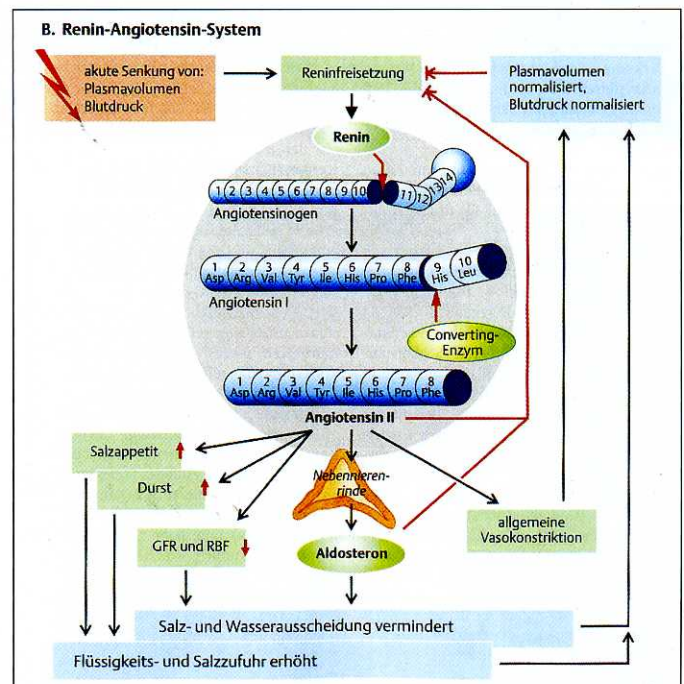 B. Renin-Angiotensin-System
akute Senkung von:
Plasmavolumen
Blutdruck
Reninfreisetzung
Plasmavolumen
normalisiert,
Blutdruck normalisiert
Renin
1 2 3 4 5 6 7 8 9 10 11 12 13 14
Angiotensinogen
1 2 3 4 5 6 7 8 9 10
Asp Arg Val Tyr Ile His Pro Phe His Leu
Angiotensin I
Converting-
Enzym
1 2 3 4 5 6 7 8
Asp Arg Val Tyr Ile His Pro Phe
Angiotensin II
Salzappetit
Durst
GFR und RBF
Nebennieren-
rinde
Aldosteron
allgemeine
Vasokonstriktion
Salz- und Wasserausscheidung vermindert
Flüssigkeits- und Salzzufuhr erhöht